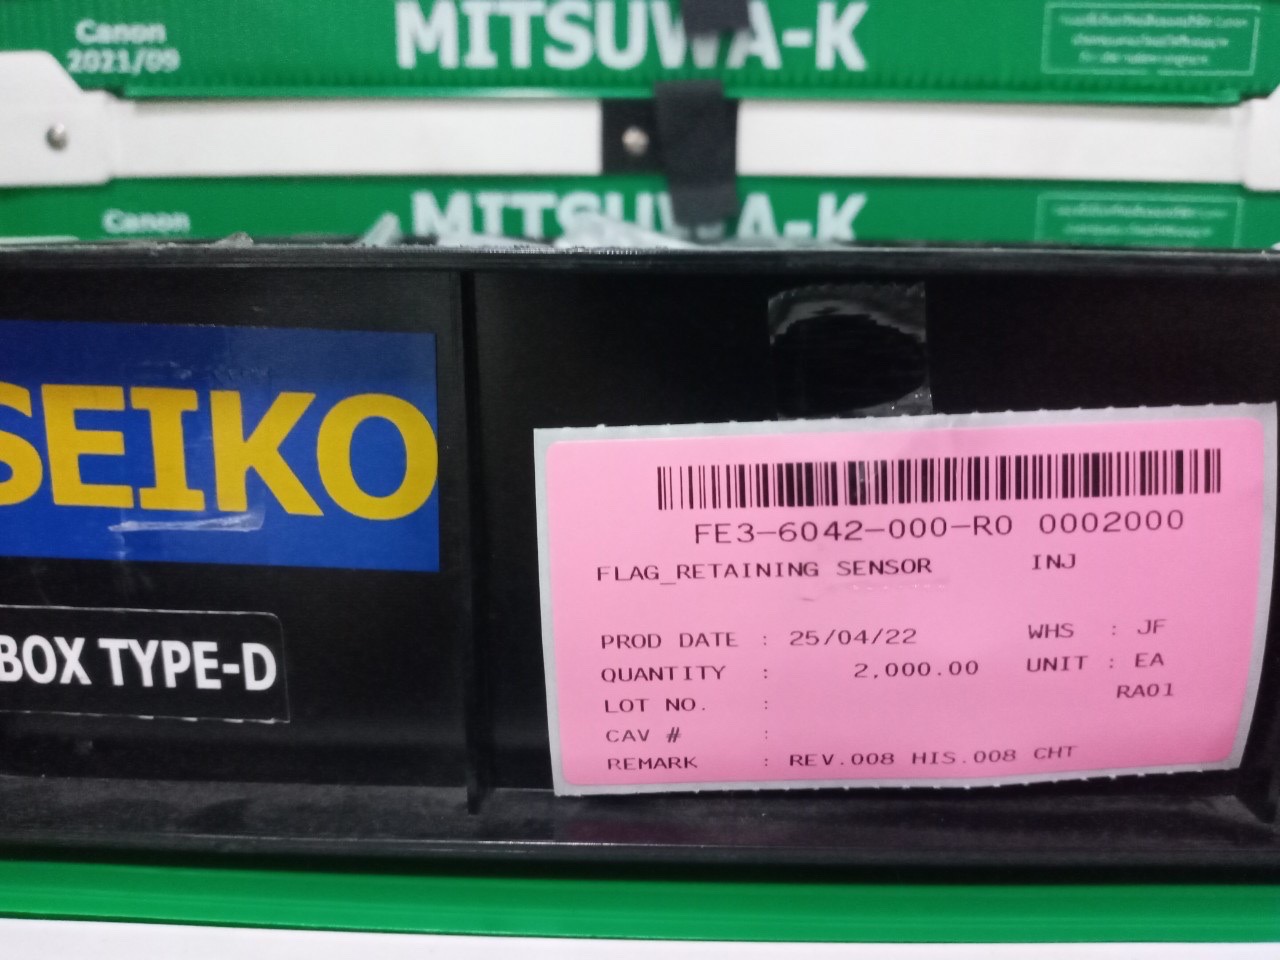 Canon
2021/09
MITSUWA-K
Canon
MITSUWA-K
SEIKO
BOX TYPE-D
FE3-6042-000-R0 0002000
FLAG_RETAINING SENSOR INJ
PROD DATE : 25/04/22 WHS : JF
QUANTITY : 2,000.00 UNIT : EA
LOT NO. : RA01
CAV # :
REMARK : REV.008 HIS.008 CHT